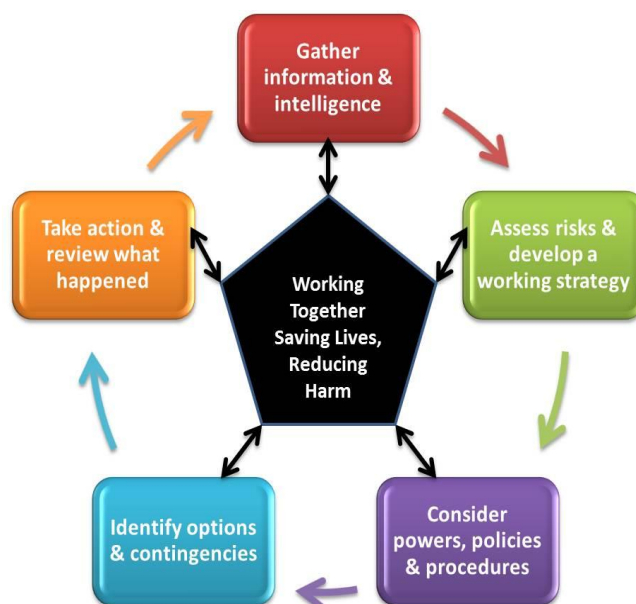 Gather
information &
intelligence
Take action &
review what
happened
Assess risks &
develop a
working strategy
Working
Together
Saving Lives,
Reducing
Harm
Identify options
& contingencies
Consider
powers, policies
& procedures